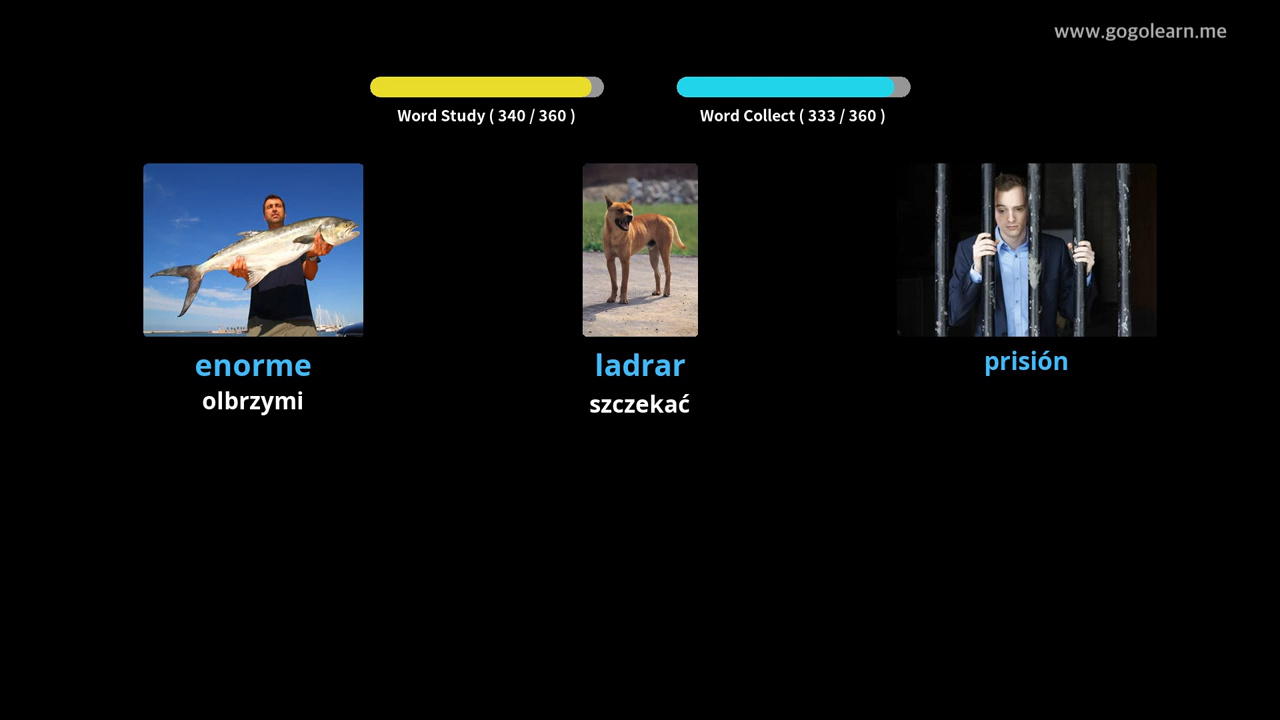 www.gogolearn.me
Word Study ( 340 / 360 )
Word Collect ( 333 / 360 )
enorme
olbrzymi
ladrar
szczekać
prisión